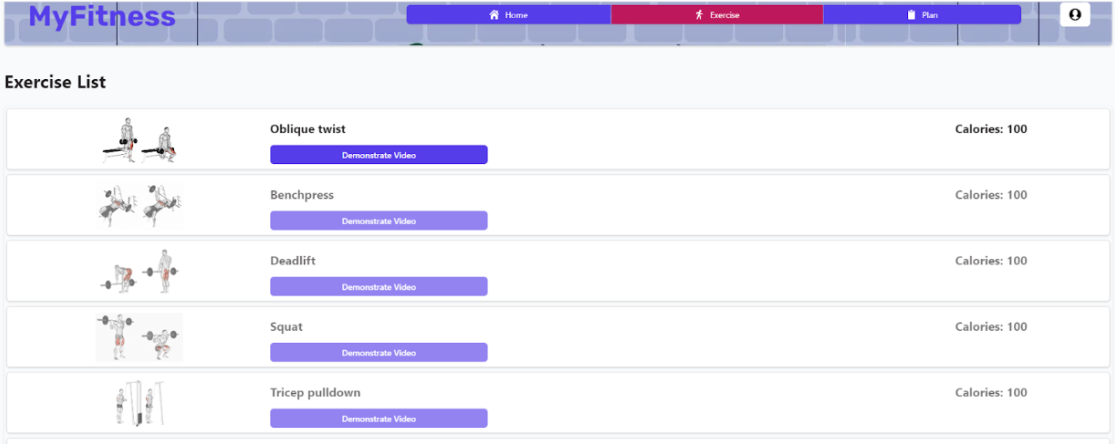 MyFitness
Home
Exercise
Plan
Exercise List
Oblique twist
Calories: 100
Demonstrate Video
Benchpress
Calories: 100
Demonstrate Video
Deadlift
Calories: 100
Demonstrate Video
Squat
Calories: 100
Demonstrate Video
Tricep pulldown
Calories: 100
Demonstrate Video